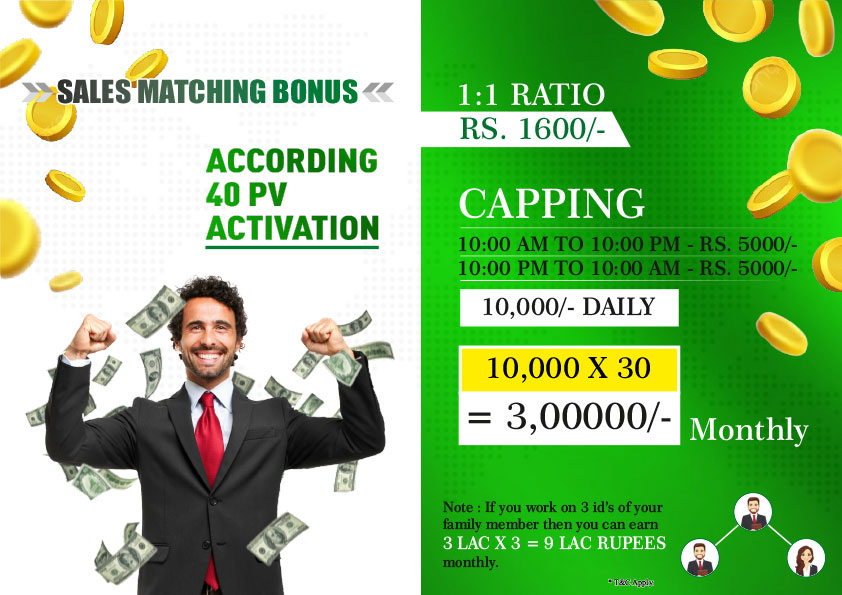 SALES MATCHING BONUS
ACCORDING
40 PV
ACTIVATION
1:1 RATIO
RS. 1600/-
CAPPING
10:00 AM TO 10:00 PM - RS. 5000/-
10:00 PM TO 10:00 AM - RS. 5000/-
10,000/- DAILY
10,000 X 30
= 3,00000/-
Monthly
Note : If you work on 3 id's of your
family member then you can earn
3 LAC X 3 = 9 LAC RUPEES
monthly.
* T&C Apply